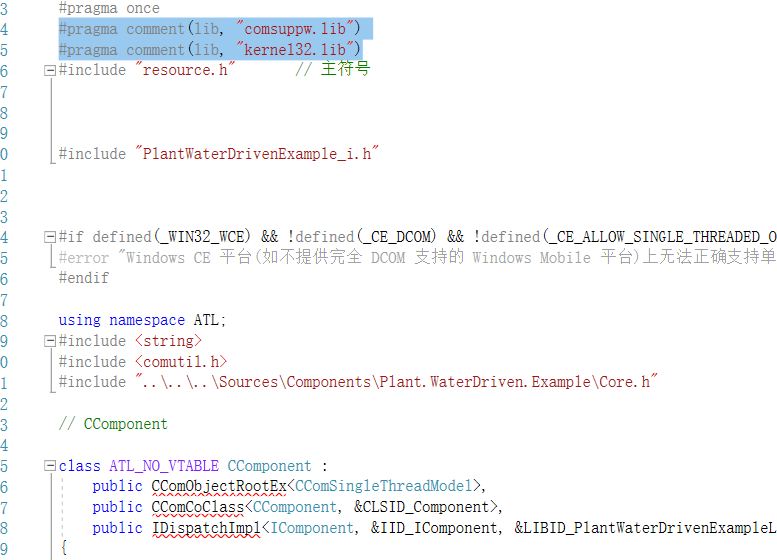 3 #pragma once
4 #pragma comment(lib, "comsuppw.lib")
5 #pragma comment(lib, "kernel32.lib")
6 #include "resource.h" // 主符号
7
8
9
0 #include "PlantWaterDrivenExample_i.h"
1
2
3
4 #if defined(_WIN32_WCE) && !defined(_CE_DCOM) && !defined(_CE_ALLOW_SINGLE_THREADED_O
5 #error "Windows CE 平台(如不提供完全 DCOM 支持的 Windows Mobile 平台)上无法正确支持单
6 #endif
7
8 using namespace ATL;
9 #include <string>
0 #include <comutil.h>
1 #include "..\..\..\Sources\Components\Plant.WaterDriven.Example\Core.h"
2
3 // CComponent
4
5 class ATL_NO_VTABLE CComponent :
6 public CComObjectRootEx<CComSingleThreadModel>,
7 public CComCoClass<CComponent, &CLSID_Component>,
8 public IDispatchImpl<IComponent, &IID_IComponent, &LIBID_PlantWaterDrivenExampleL
9 {